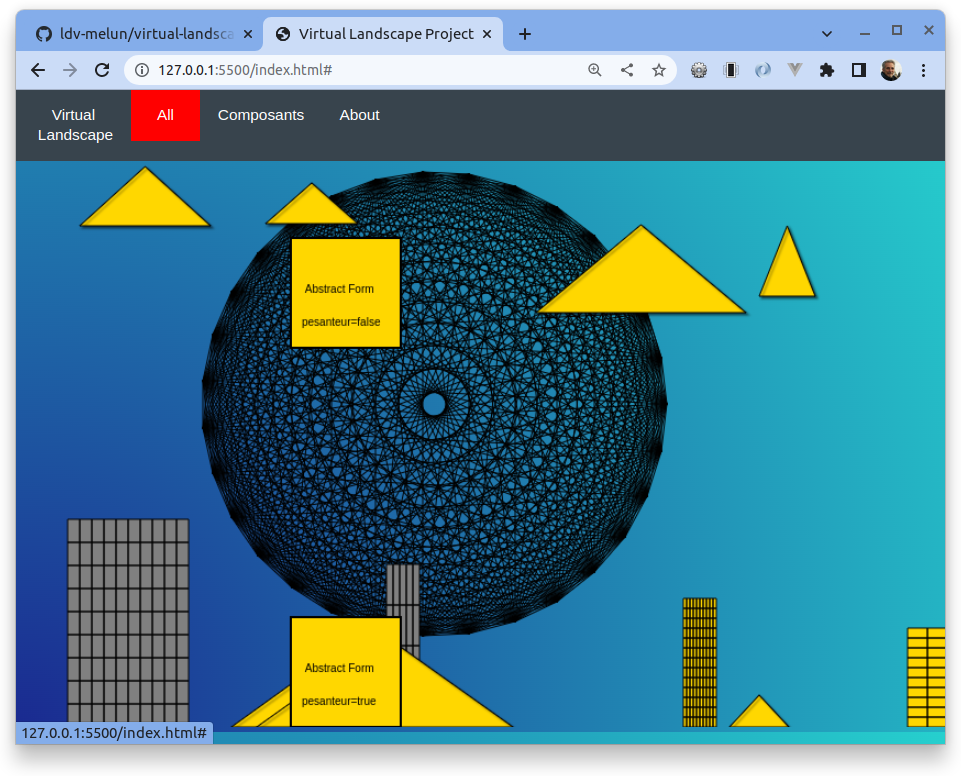 ldv-melun/virtual-landsca
Virtual Landscape Project
127.0.0.1:5500/index.html#
Virtual
Landscape
All
Composants
About
Abstract Form
pesanteur=false
Abstract Form
pesanteur=true
127.0.0.1:5500/index.html#